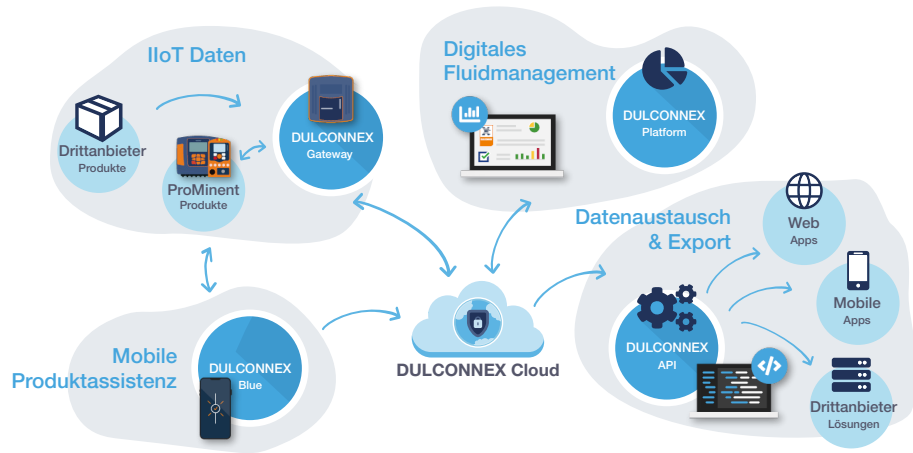 IIoT Daten
Drittanbieter
Produkte
ProMinent
Produkte
DULCONNEX
Gateway
Digitales
Fluidmanagement
DULCONNEX
Platform
Datenaustausch
& Export
Web
Apps
Mobile
Apps
DULCONNEX
API
</>
Drittanbieter
Lösungen
DULCONNEX Cloud
Mobile
Produktassistenz
DULCONNEX
Blue